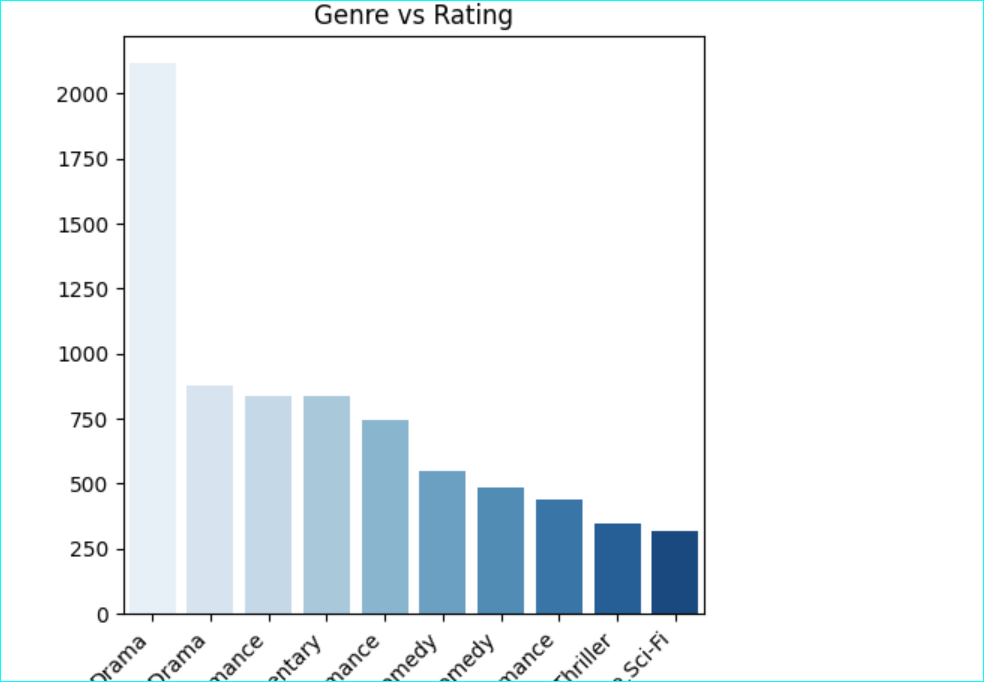 Genre vs Rating
2000
1750
1500
1250
1000
750
500
250
0
Drama
Drama
mance
entary
mance
medy
medy
mance
Thriller
Sci-Fi